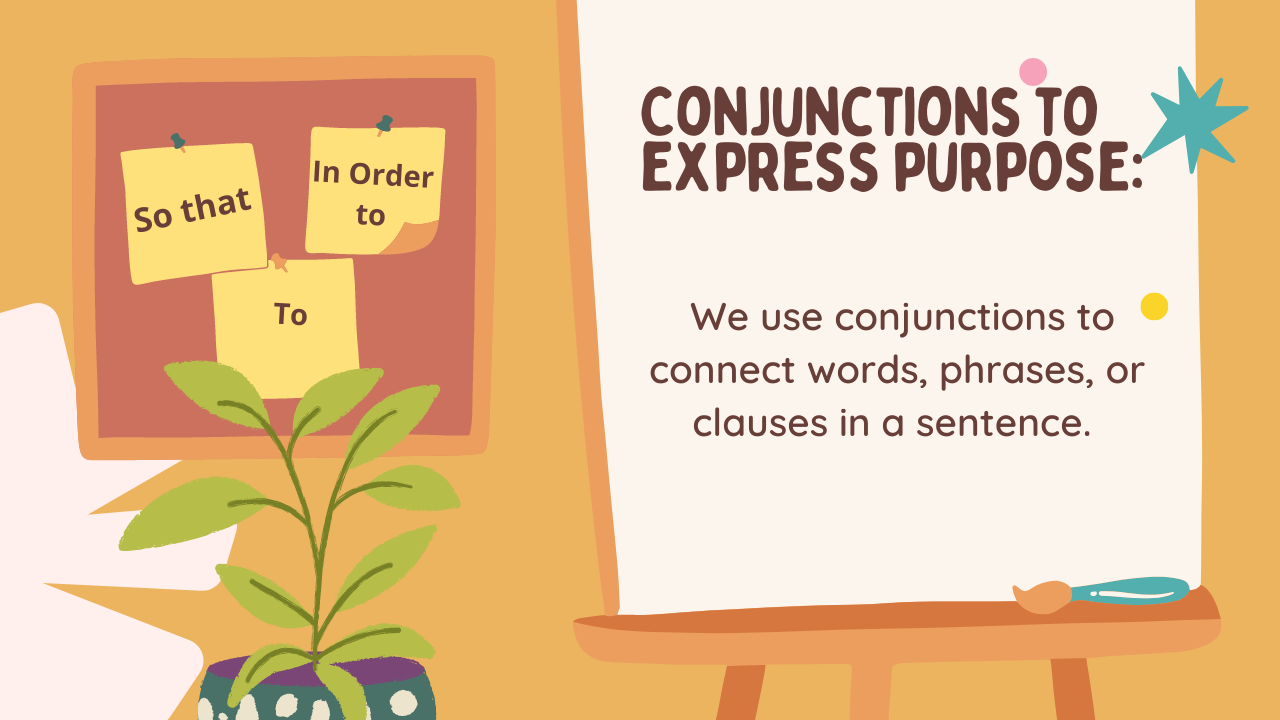 So that
In Order
to
To
CONJUNCTIONS TO
EXPRESS PURPOSE:
We use conjunctions to
connect words, phrases, or
clauses in a sentence.